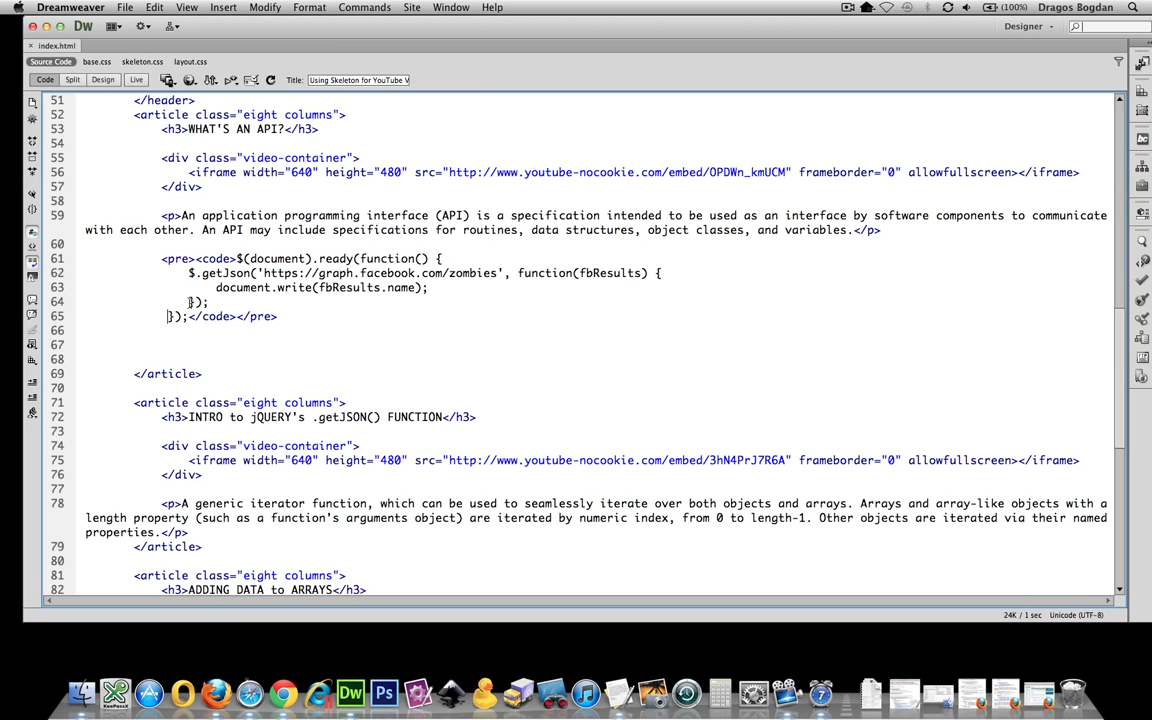 Dreamweaver File Edit View Insert Modify Format Commands Site Window Help (100%) Dragos Bogdan
Dw Designer
index.html
Source Code base.css skeleton.css layout.css
Code Split Design Live Title: Using Skeleton for YouTube V
51 </header>
52 <article class="eight columns">
53 <h3>WHAT'S AN API?</h3>
54
55 <div class="video-container">
56 <iframe width="640" height="480" src="http://www.youtube-nocookie.com/embed/OPDWn_kmUCM" frameborder="0" allowfullscreen></iframe>
57 </div>
58
59 <p>An application programming interface (API) is a specification intended to be used as an interface by software components to communicate
with each other. An API may include specifications for routines, data structures, object classes, and variables.</p>
60
61 <pre><code>$(document).ready(function() {
62 $.getJson('https://graph.facebook.com/zombies', function(fbResults) {
63 document.write(fbResults.name);
64 });
65 });</code></pre>
66
67
68
69 </article>
70
71 <article class="eight columns">
72 <h3>INTRO to jQUERY's .getJSON() FUNCTION</h3>
73
74 <div class="video-container">
75 <iframe width="640" height="480" src="http://www.youtube-nocookie.com/embed/3hN4PrJ7R6A" frameborder="0" allowfullscreen></iframe>
76 </div>
77
78 <p>A generic iterator function, which can be used to seamlessly iterate over both objects and arrays. Arrays and array-like objects with a
length property (such as a function's arguments object) are iterated by numeric index, from 0 to length-1. Other objects are iterated via their named
properties.</p>
79 </article>
80
81 <article class="eight columns">
82 <h3>ADDING DATA to ARRAYS</h3>
24K / 1 sec Unicode (UTF-8)
Dw Ps 7